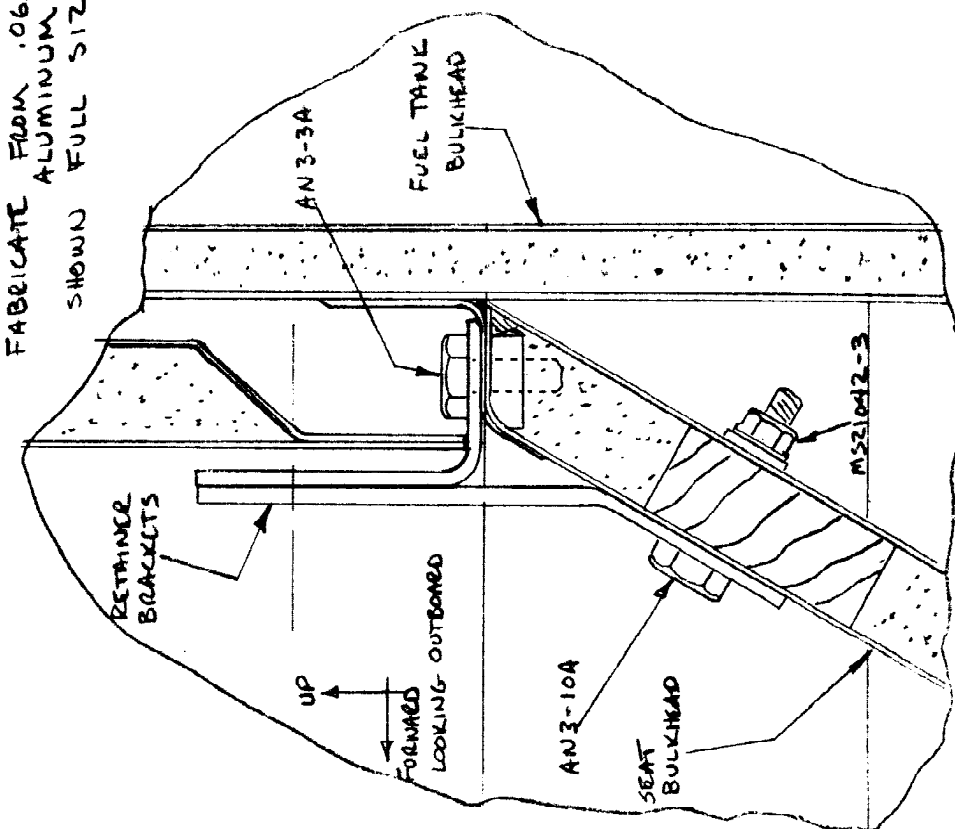 FABRICATE FROM .06
ALUMINUM
SHOWN FULL SIZ
AN3-3A
FUEL TANK
BULKHEAD
RETAINER
BRACKETS
UP
FORWARD
LOOKING OUTBOARD
AN3-10A
SEAT
BULKHEAD
MS21042-3